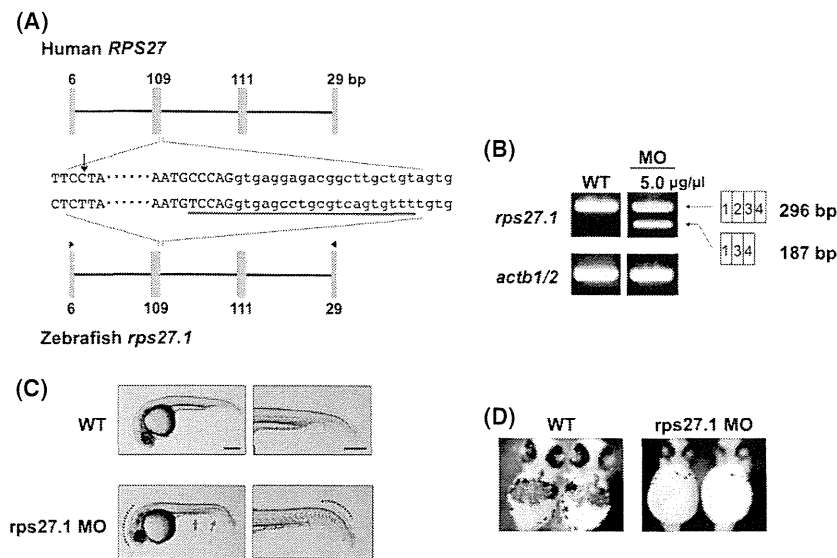 (A)
Human RPS27
6 109 111 29 bp
TTCCTA······AATGCCCAGgtgaggagacggcttgctgtagtg
CTCTTA······AATGTCCAGgtgagcctgcgtcagtgttttgtg
6 109 111 29
Zebrafish rps27.1
(B)
WT MO
5.0 µg/µl
rps27.1
1 2 3 4 296 bp
1 3 4 187 bp
actb1/2
(C)
WT
rps27.1 MO
(D)
WT rps27.1 MO